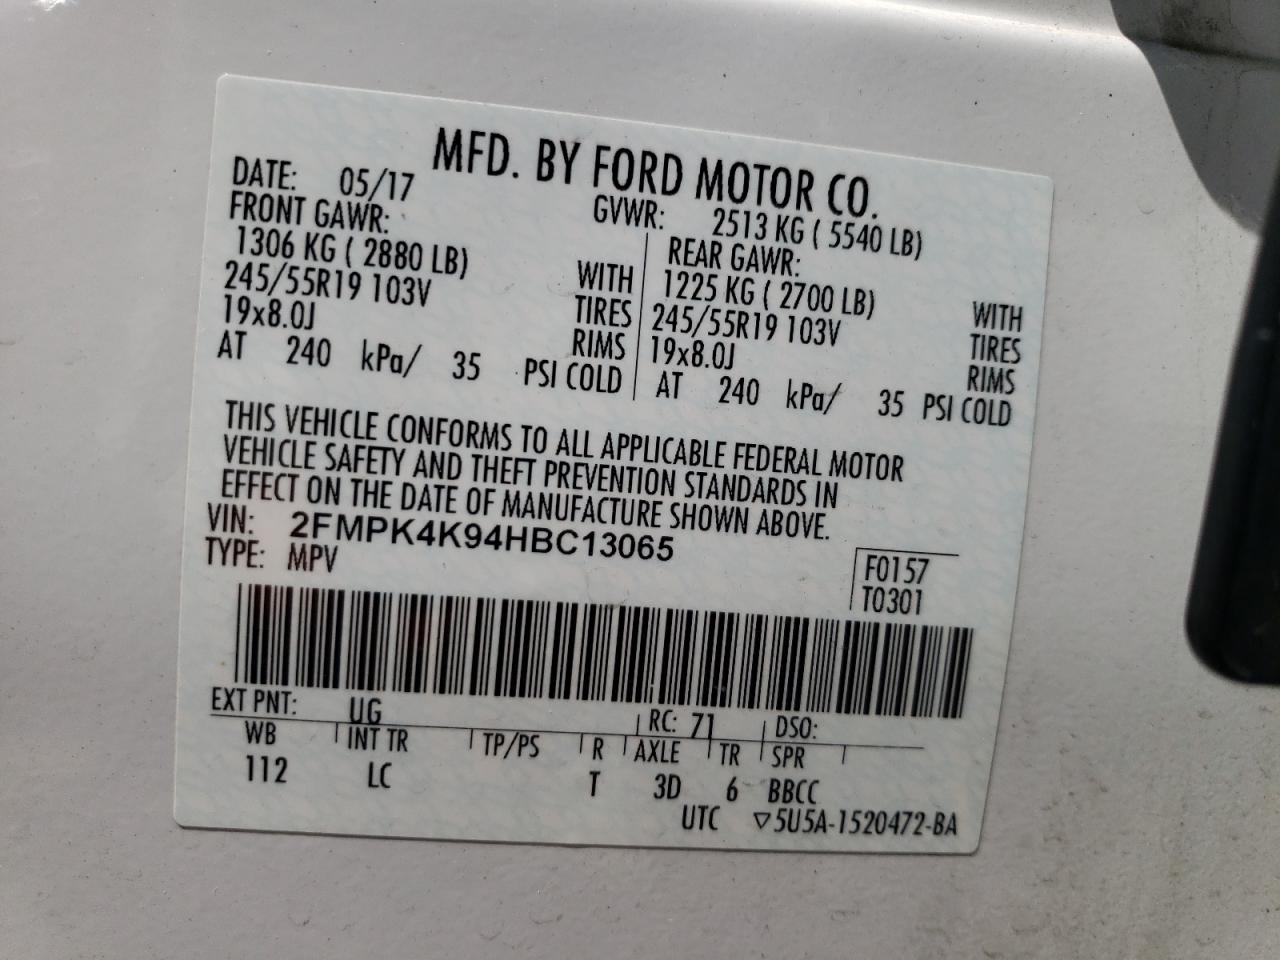 MFD. BY FORD MOTOR CO.
DATE: 05/17 GVWR: 2513 KG ( 5540 LB)
FRONT GAWR: REAR GAWR:
1306 KG ( 2880 LB) WITH 1225 KG ( 2700 LB) WITH
245/55R19 103V TIRES 245/55R19 103V TIRES
19x8.0J RIMS 19x8.0J RIMS
AT 240 kPa/ 35 PSI COLD AT 240 kPa/ 35 PSI COLD
THIS VEHICLE CONFORMS TO ALL APPLICABLE FEDERAL MOTOR
VEHICLE SAFETY AND THEFT PREVENTION STANDARDS IN
EFFECT ON THE DATE OF MANUFACTURE SHOWN ABOVE.
VIN: 2FMPK4K94HBC13065
TYPE: MPV F0157
T0301
EXT PNT: UG RC: 71 DSO:
WB INT TR TP/PS R AXLE TR SPR
112 LC T 3D 6 BBCC
UTC ▽5U5A-1520472-BA